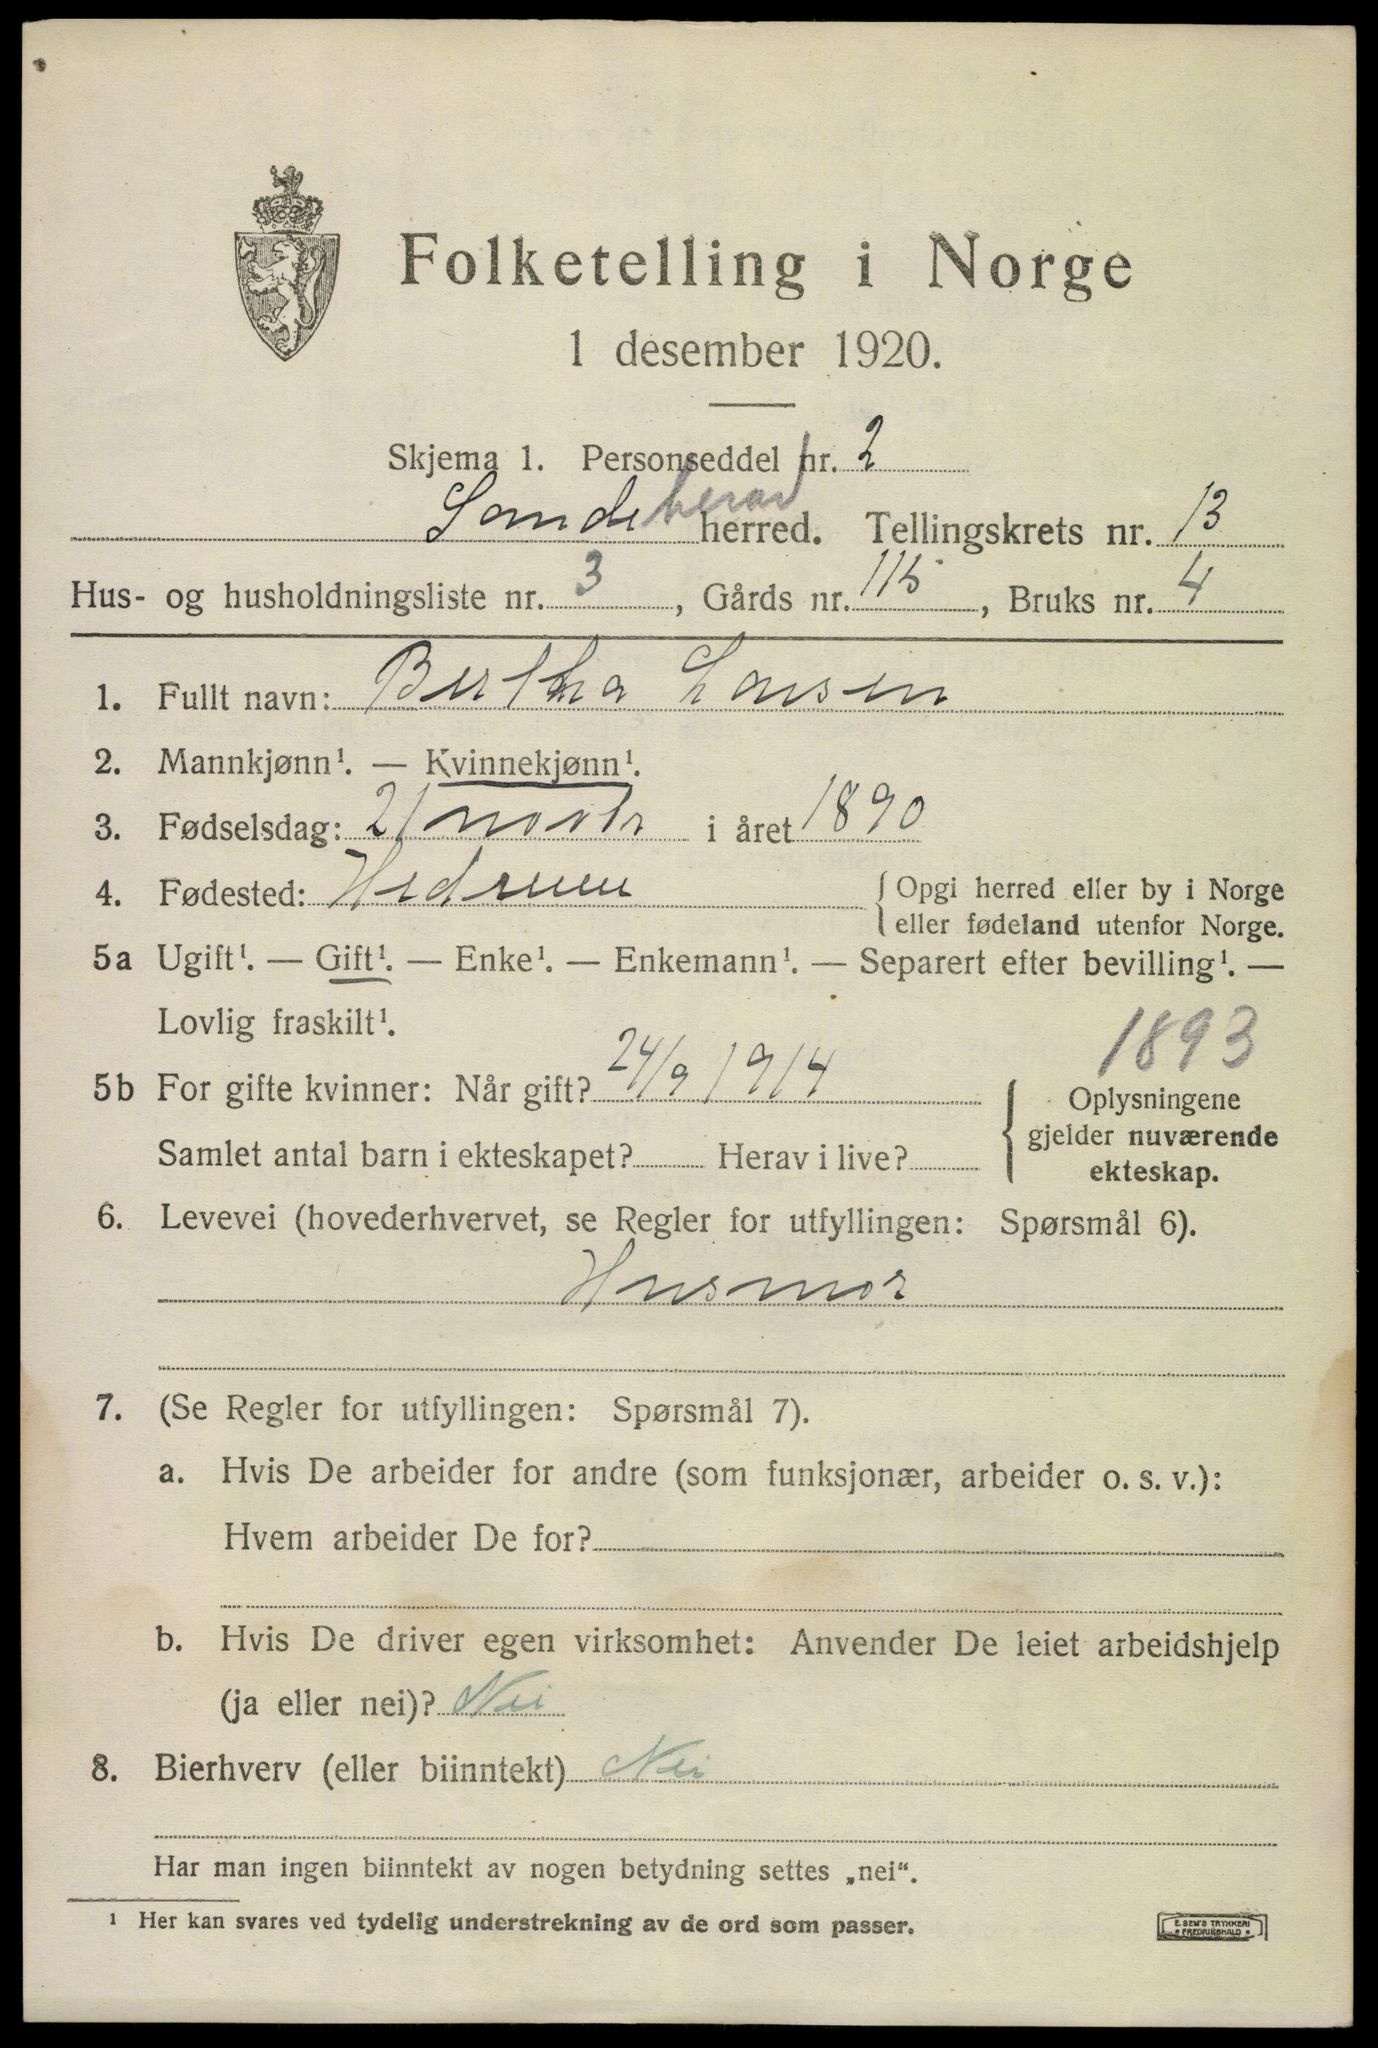 Folketelling i Norge
1 desember 1920.
Skjema 1. Personseddel nr. 2
Sandeherad herred. Tellingskrets nr. 13
Hus- og husholdningsliste nr. 3, Gårds nr. 115, Bruks nr. 4
1. Fullt navn: Bertha Larsen
2. Mannkjønn¹. — Kvinnekjønn¹.
3. Fødselsdag: 21 novbr i året 1890
4. Fødested: Hedrum {Opgi herred eller by i Norge
eller fødeland utenfor Norge.
5a Ugift¹. — Gift¹. — Enke¹. — Enkemann¹. — Separert efter bevilling¹. —
Lovlig fraskilt¹.
1893
5b For gifte kvinner: Når gift? 24/9 1914
Samlet antal barn i ekteskapet? Herav i live?
{Oplysningene
gjelder nuværende
ekteskap.
6. Levevei (hovederhvervet, se Regler for utfyllingen: Spørsmål 6).
Husmor
7. (Se Regler for utfyllingen: Spørsmål 7).
a. Hvis De arbeider for andre (som funksjonær, arbeider o. s. v.):
Hvem arbeider De for?
b. Hvis De driver egen virksomhet: Anvender De leiet arbeidshjelp
(ja eller nei)? Nei
8. Bierhverv (eller biinntekt) Nei
Har man ingen biinntekt av nogen betydning settes „nei“.
¹ Her kan svares ved tydelig understrekning av de ord som passer.
E. SEM'S TRYKKERI
FREDRIKSHALD